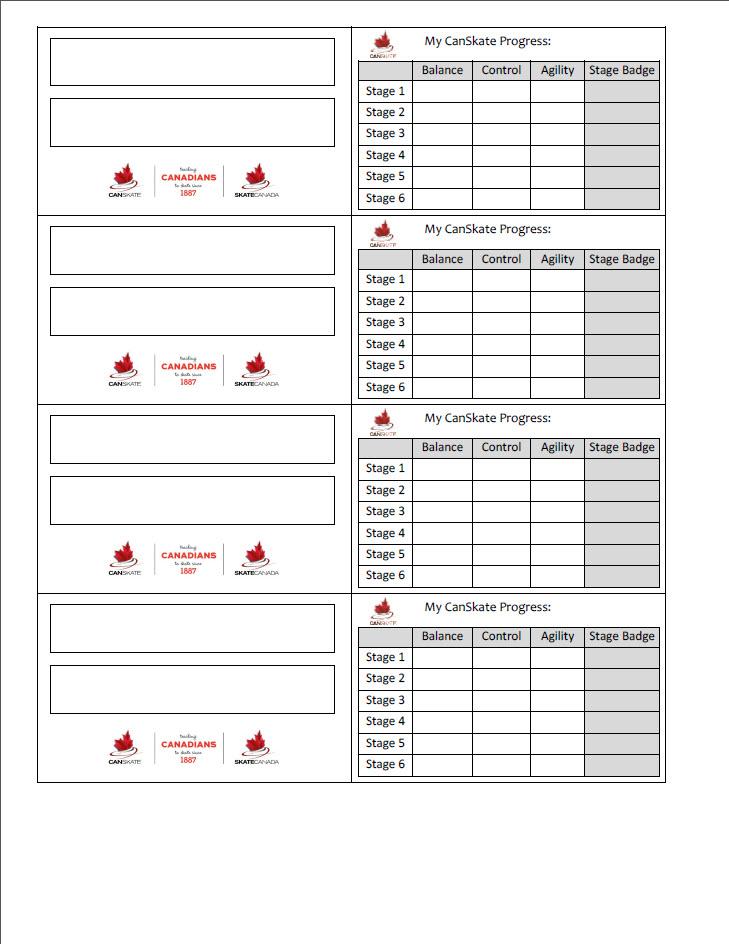 CANSKATE
My CanSkate Progress:
Balance Control Agility Stage Badge
Stage 1
Stage 2
Stage 3
Stage 4
Stage 5
Stage 6
CANSKATE
teaching
CANADIANS
to skate since
1887
SKATECANADA
CANSKATE
My CanSkate Progress:
Balance Control Agility Stage Badge
Stage 1
Stage 2
Stage 3
Stage 4
Stage 5
Stage 6
CANSKATE
teaching
CANADIANS
to skate since
1887
SKATECANADA
CANSKATE
My CanSkate Progress:
Balance Control Agility Stage Badge
Stage 1
Stage 2
Stage 3
Stage 4
Stage 5
Stage 6
CANSKATE
teaching
CANADIANS
to skate since
1887
SKATECANADA
CANSKATE
My CanSkate Progress:
Balance Control Agility Stage Badge
Stage 1
Stage 2
Stage 3
Stage 4
Stage 5
Stage 6
CANSKATE
teaching
CANADIANS
to skate since
1887
SKATECANADA